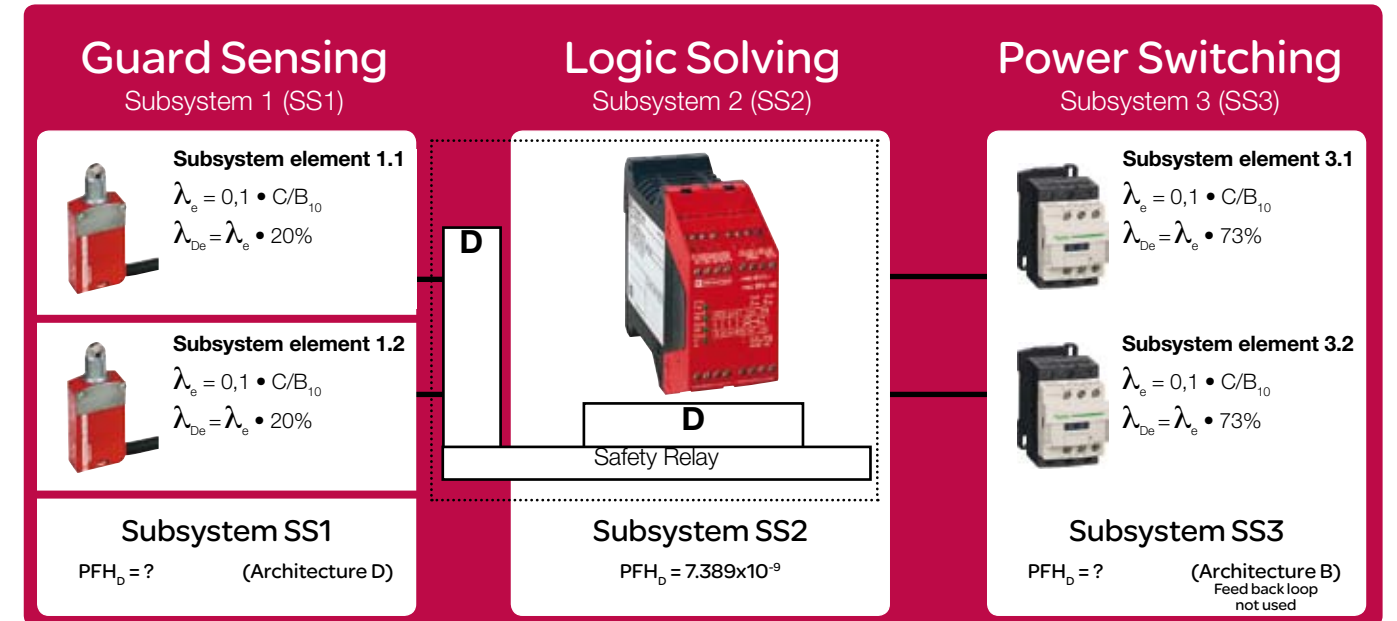 Guard Sensing
Subsystem 1 (SS1)
Subsystem element 1.1
λe = 0,1 • C/B10
λDe = λe • 20%
Subsystem element 1.2
λe = 0,1 • C/B10
λDe = λe • 20%
Subsystem SS1
PFHD = ? (Architecture D)
Logic Solving
Subsystem 2 (SS2)
D
D
Safety Relay
Subsystem SS2
PFHD = 7.389x10-9
Power Switching
Subsystem 3 (SS3)
Subsystem element 3.1
λe = 0,1 • C/B10
λDe = λe • 73%
Subsystem element 3.2
λe = 0,1 • C/B10
λDe = λe • 73%
Subsystem SS3
PFHD = ? (Architecture B)
Feed back loop
not used